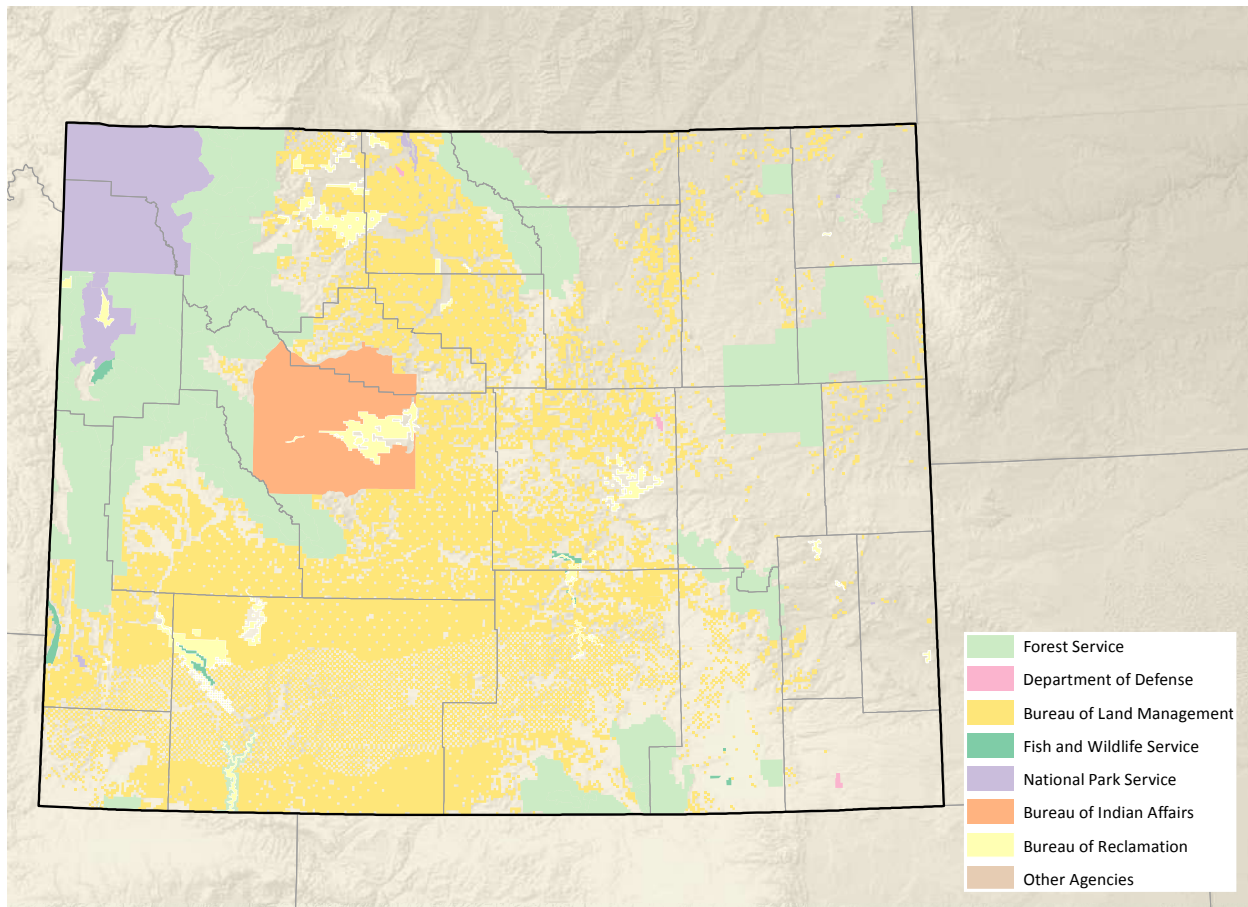 Forest Service
Department of Defense
Bureau of Land Management
Fish and Wildlife Service
National Park Service
Bureau of Indian Affairs
Bureau of Reclamation
Other Agencies